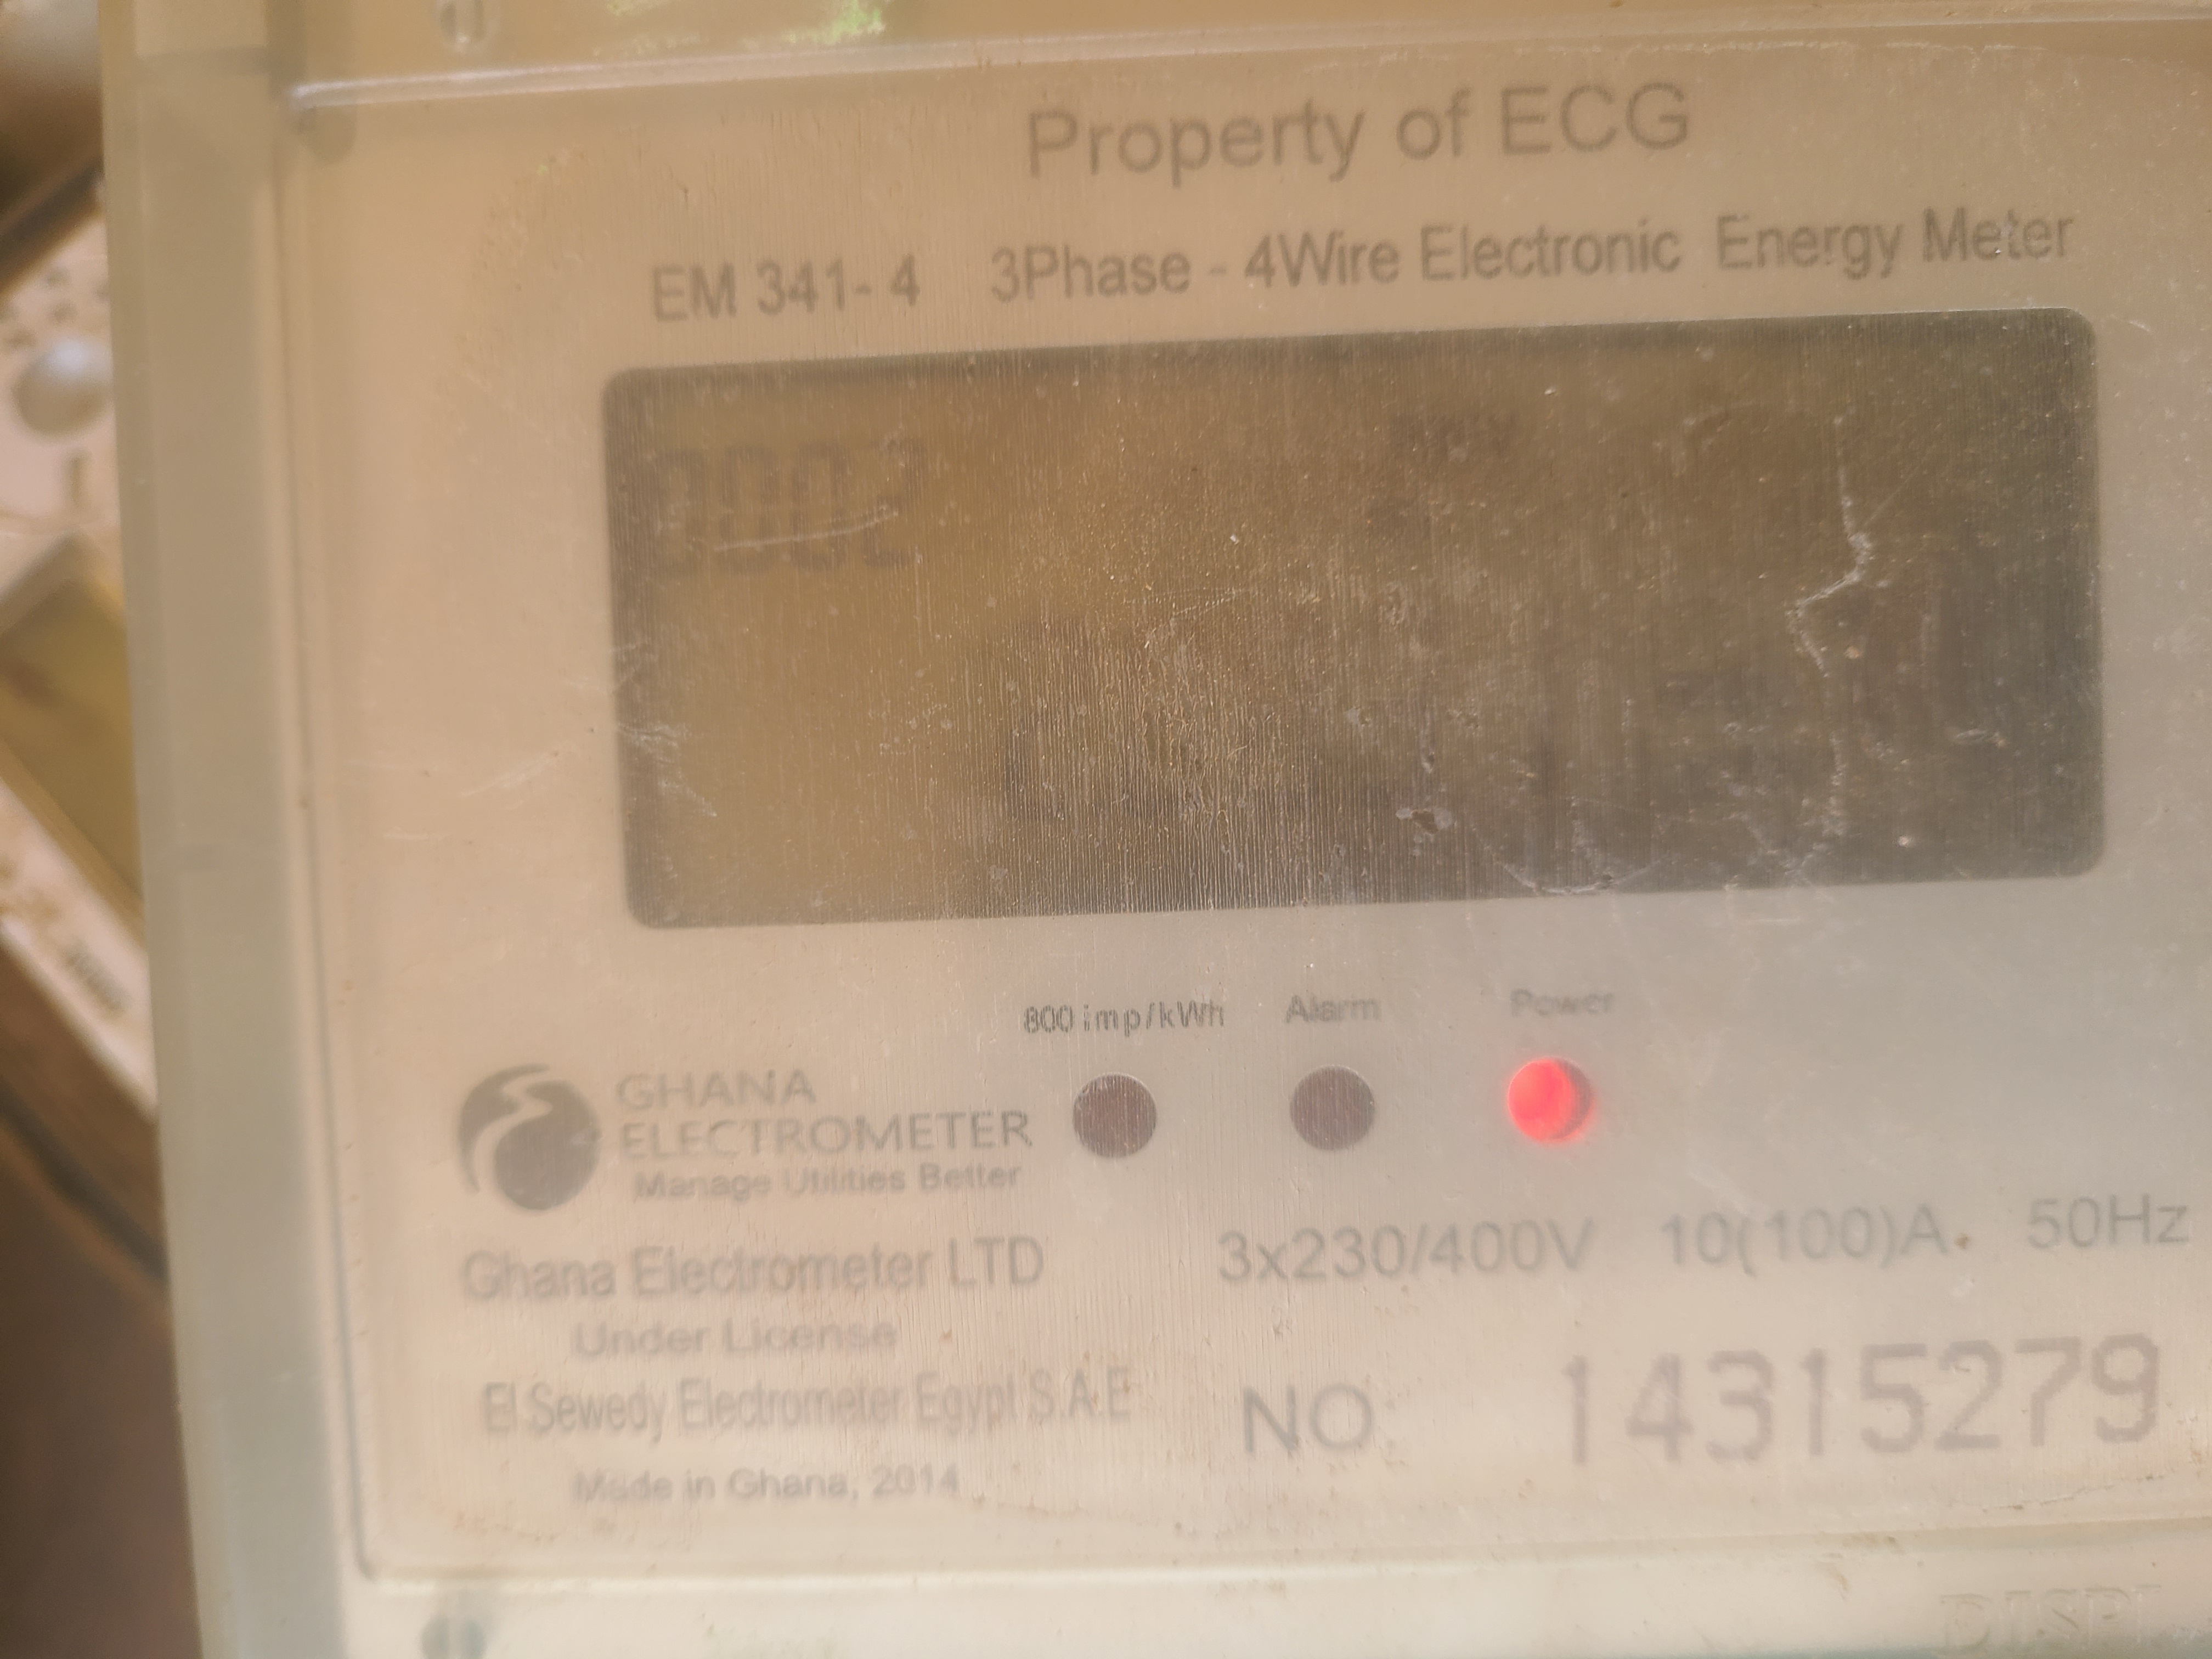 Property of ECG
EM 341-4 3Phase - 4Wire Electronic Energy Meter
800 imp/kWh Alarm Power
GHANA
ELECTROMETER
Manage Utilities Better
Ghana Electrometer LTD
Under License
El Sewedy Electrometer Egypt S.A.E
Made in Ghana, 2014
3x230/400V 10(100)A. 50Hz
NO. 14315279